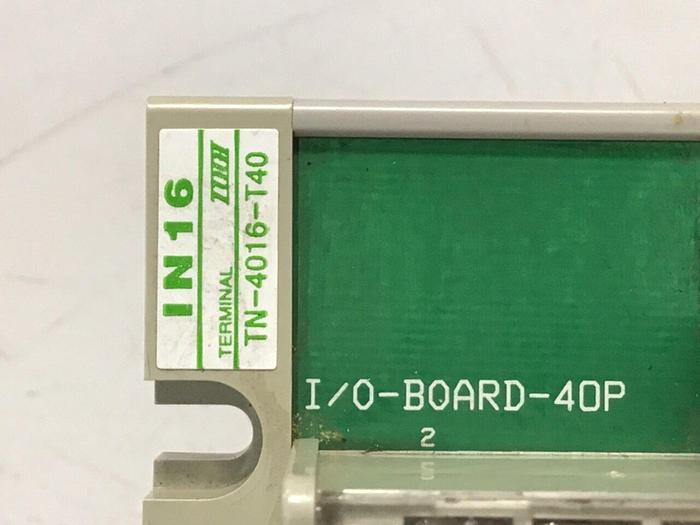 IN16
TERMINAL
TN-4016-T40
I/O-BOARD-40P
2